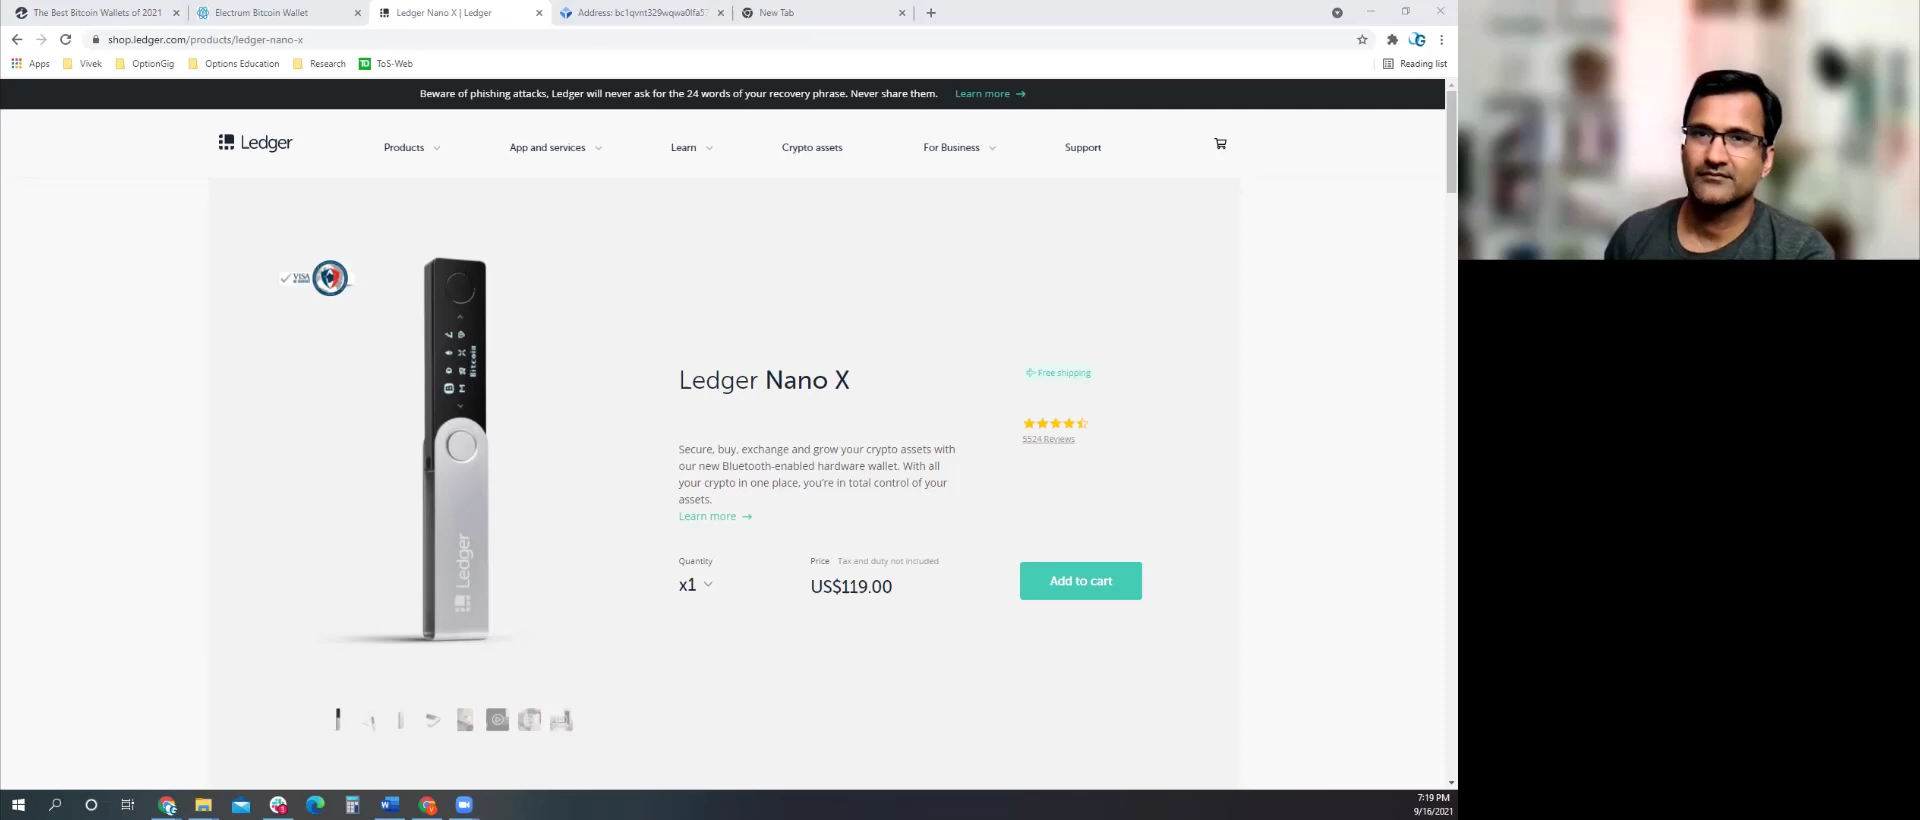 The Best Bitcoin Wallets of 2021
Electrum Bitcoin Wallet
Ledger Nano X | Ledger
Address: bc1qvnt329wqwa0lfa57
New Tab
shop.ledger.com/products/ledger-nano-x
Apps
Vivek
OptionGig
Options Education
Research
TD
ToS-Web
Reading list
Beware of phishing attacks, Ledger will never ask for the 24 words of your recovery phrase. Never share them. Learn more →
Ledger
Products
App and services
Learn
Crypto assets
For Business
Support
VISA
Bitcoin
Ledger
Ledger Nano X
Free shipping
5524 Reviews
Secure, buy, exchange and grow your crypto assets with
our new Bluetooth-enabled hardware wallet. With all
your crypto in one place, you're in total control of your
assets.
Learn more →
Quantity
Price Tax and duty not included
x1
US$119.00
Add to cart
7:19 PM
9/16/2021